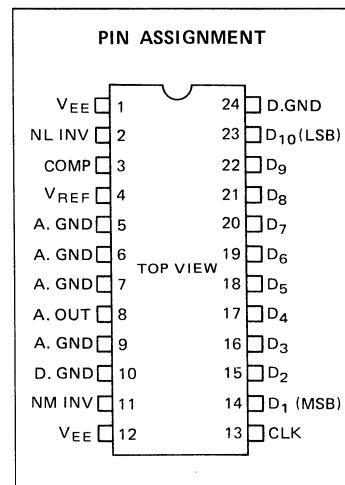 PIN ASSIGNMENT
VEE 1 24 D.GND
NL INV 2 23 D10 (LSB)
COMP 3 22 D9
VREF 4 21 D8
A. GND 5 20 D7
A. GND 6 19 D6
TOP VIEW
A. GND 7 18 D5
A. OUT 8 17 D4
A. GND 9 16 D3
D. GND 10 15 D2
NM INV 11 14 D1 (MSB)
VEE 12 13 CLK